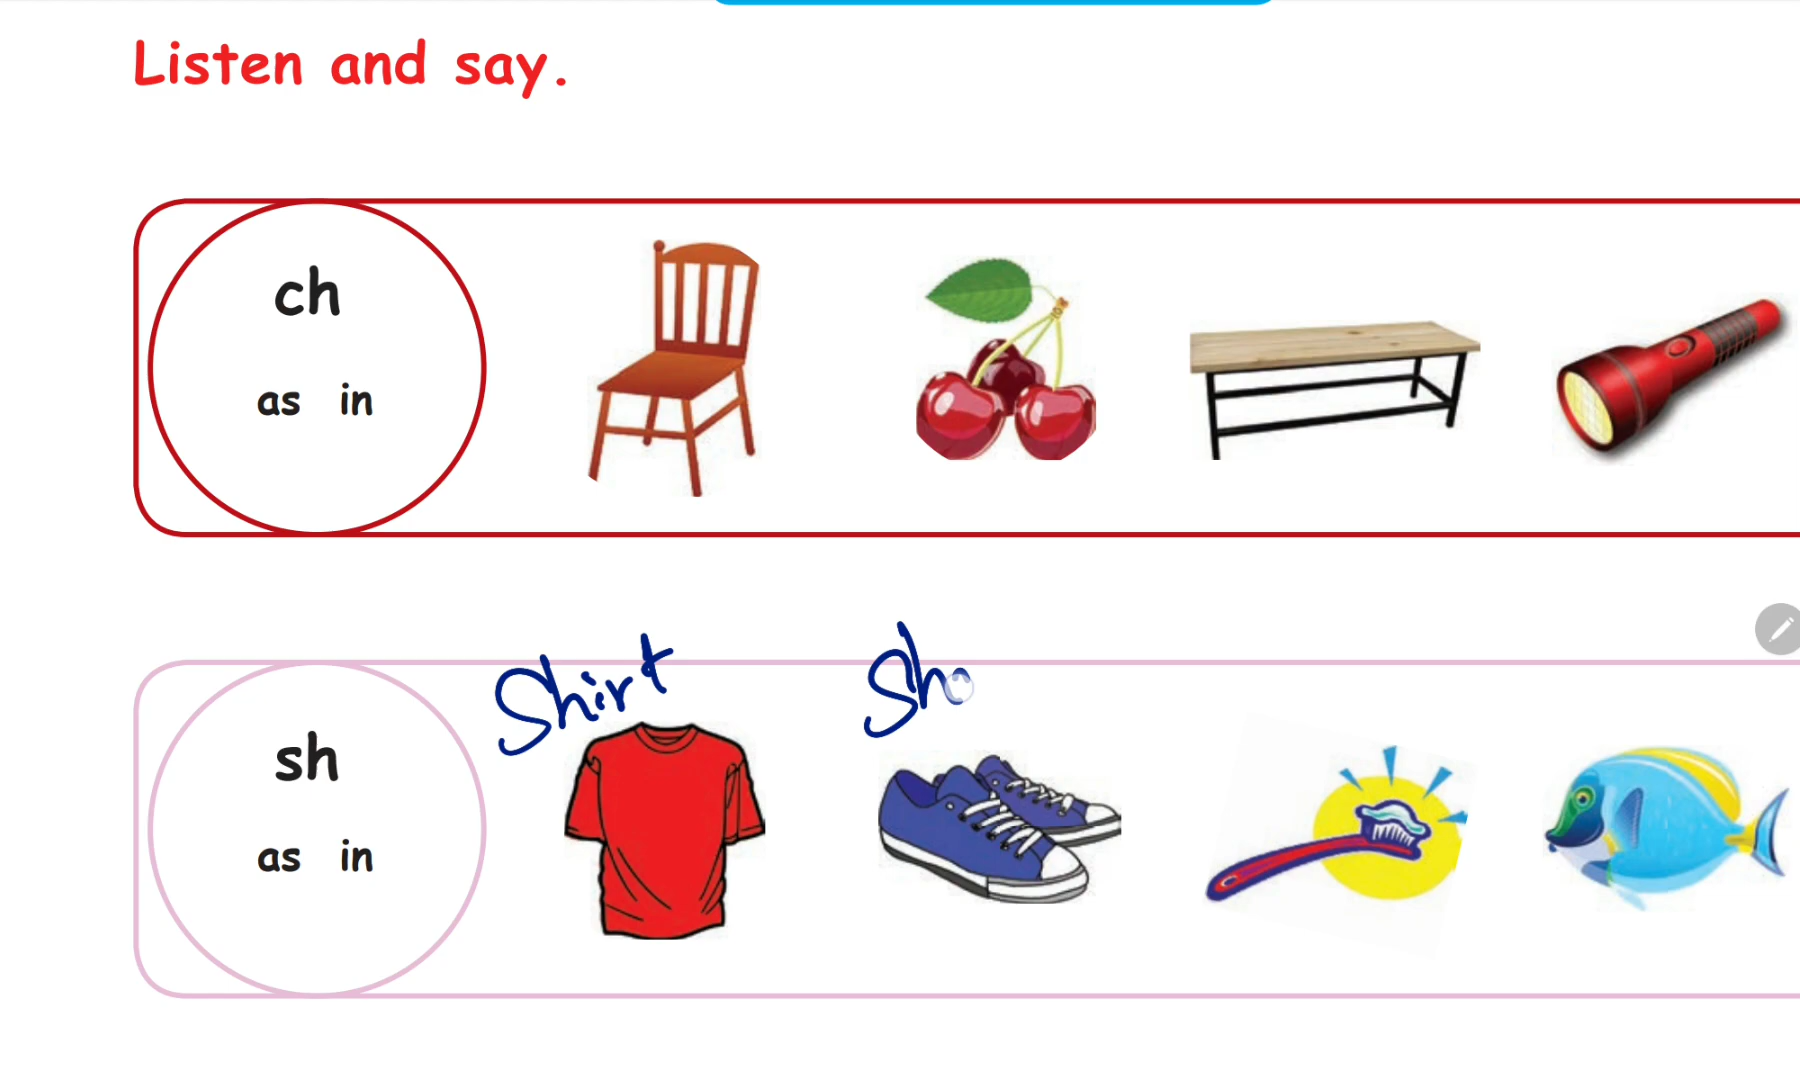 Listen and say.
ch
as in
Shirt Sho
sh
as in